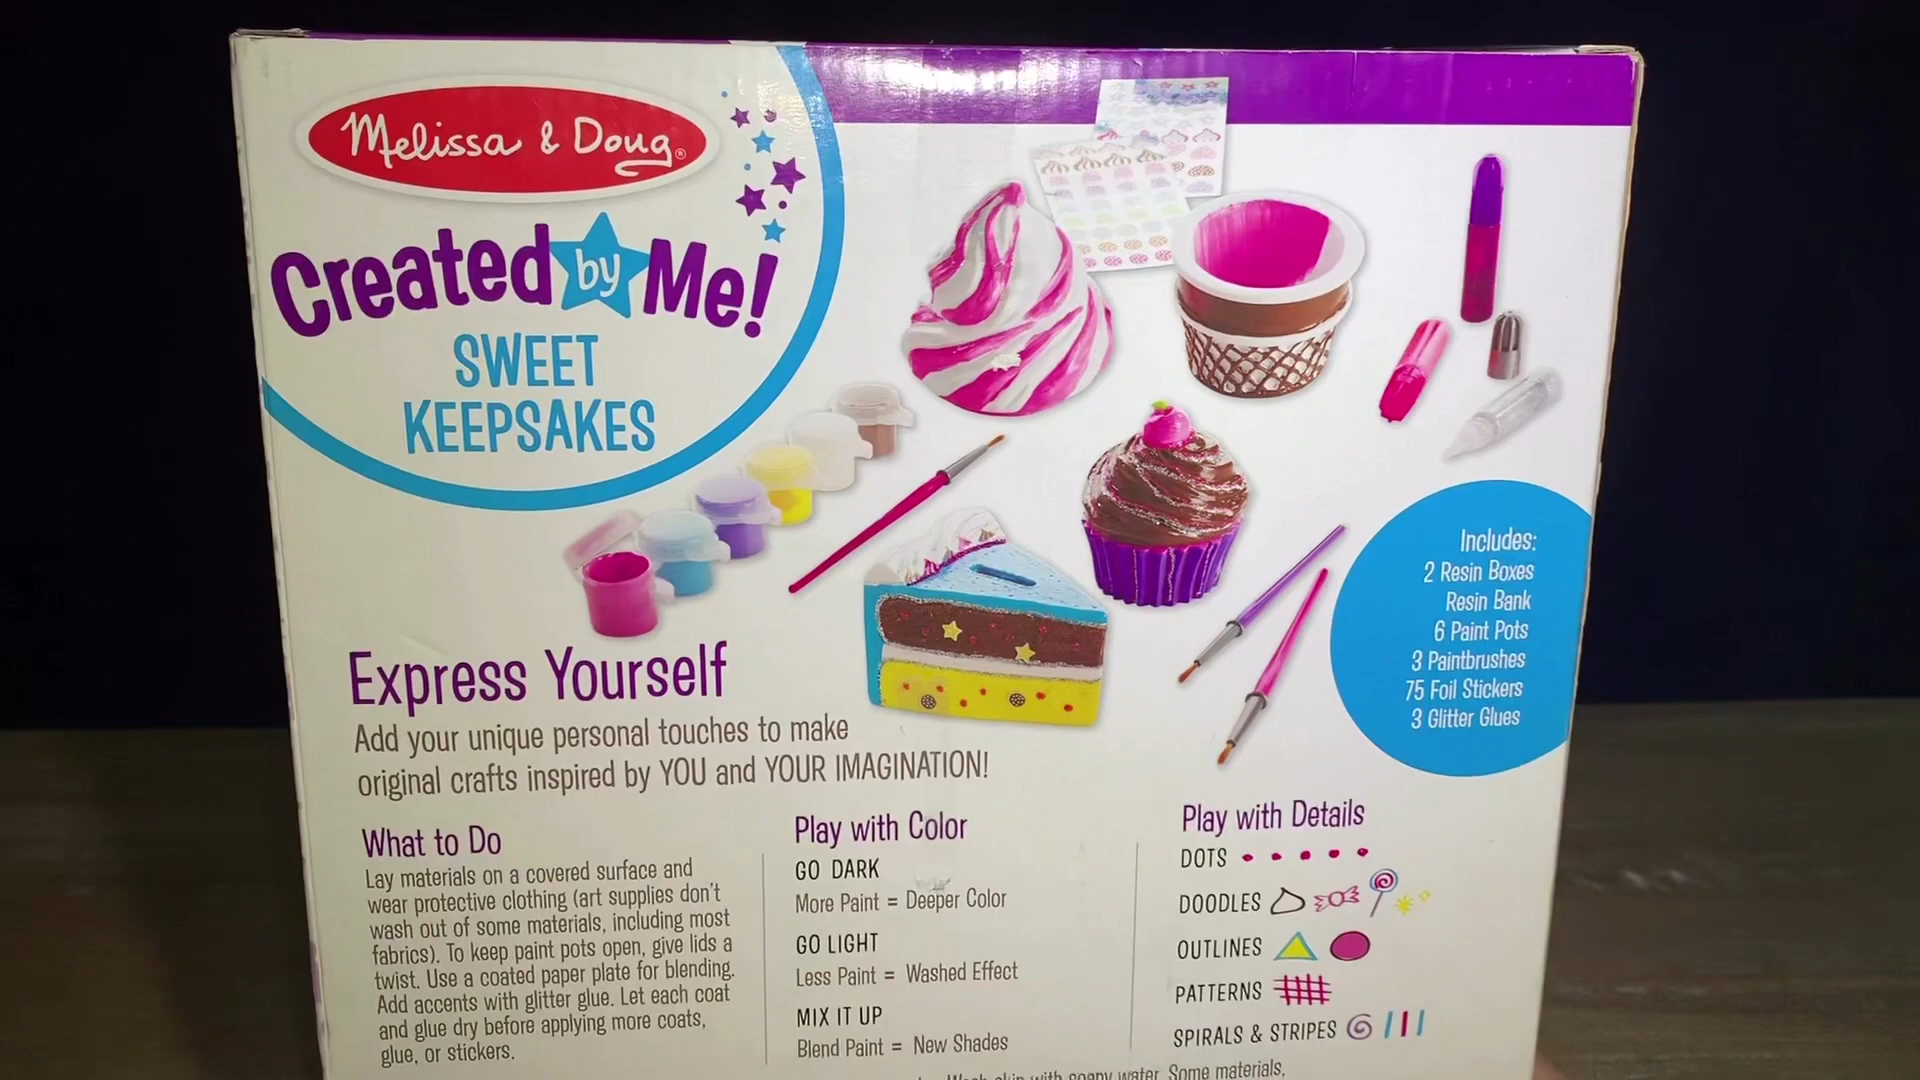 Melissa & Doug®
Created by Me!
SWEET
KEEPSAKES
Includes:
2 Resin Boxes
Resin Bank
6 Paint Pots
3 Paintbrushes
75 Foil Stickers
3 Glitter Glues
Express Yourself
Add your unique personal touches to make
original crafts inspired by YOU and YOUR IMAGINATION!
What to Do
Lay materials on a covered surface and
wear protective clothing (art supplies don't
wash out of some materials, including most
fabrics). To keep paint pots open, give lids a
twist. Use a coated paper plate for blending.
Add accents with glitter glue. Let each coat
and glue dry before applying more coats,
glue, or stickers.
Play with Color
GO DARK
More Paint = Deeper Color
GO LIGHT
Less Paint = Washed Effect
MIX IT UP
Blend Paint = New Shades
Play with Details
DOTS
DOODLES
OUTLINES
PATTERNS
SPIRALS & STRIPES
Wash skin with soapy water. Some materials,